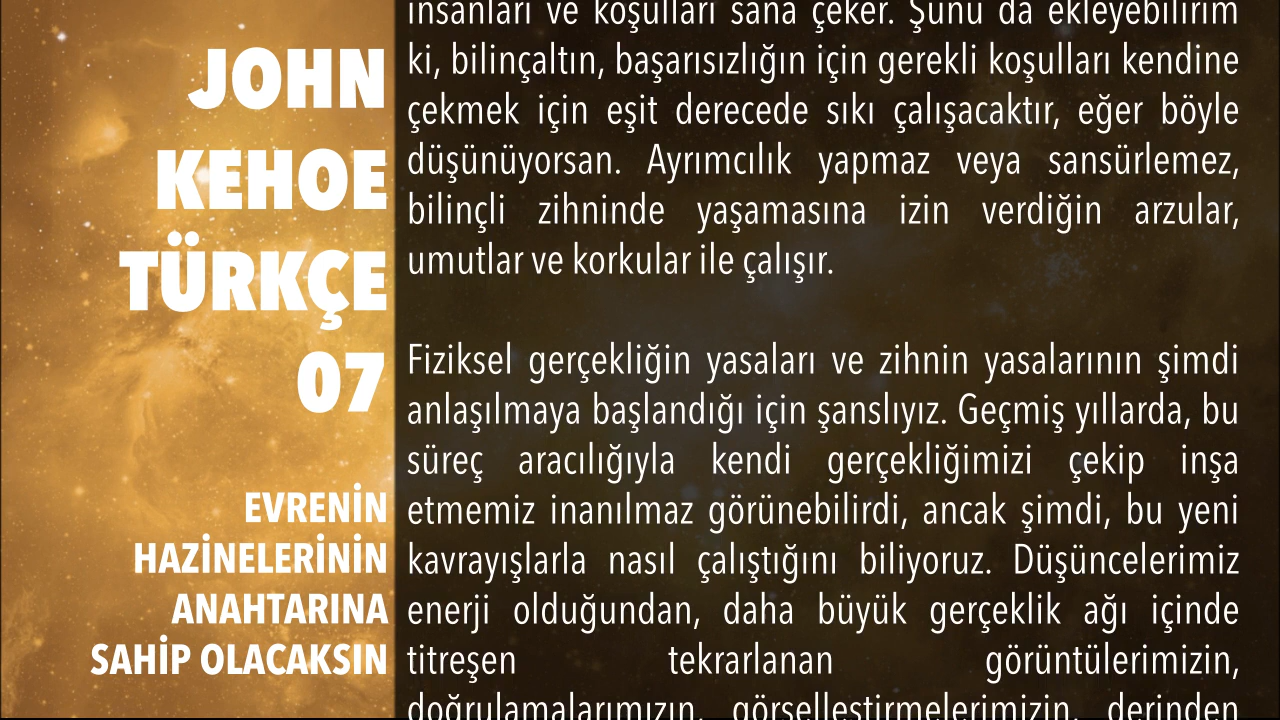 JOHN
KEHOE
TÜRKÇE
07
EVRENİN
HAZİNELERİNİN
ANAHTARINA
SAHİP OLACAKSIN
insanları ve koşulları sana çeker. Şunu da ekleyebilirim
ki, bilinçaltın, başarısızlığın için gerekli koşulları kendine
çekmek için eşit derecede sıkı çalışacaktır, eğer böyle
düşünüyorsan. Ayrımcılık yapmaz veya sansürlemez,
bilinçli zihninde yaşamasına izin verdiğin arzular,
umutlar ve korkular ile çalışır.
Fiziksel gerçekliğin yasaları ve zihnin yasalarının şimdi
anlaşılmaya başlandığı için şanslıyız. Geçmiş yıllarda, bu
süreç aracılığıyla kendi gerçekliğimizi çekip inşa
etmemiz inanılmaz görünebilirdi, ancak şimdi, bu yeni
kavrayışlarla nasıl çalıştığını biliyoruz. Düşüncelerimiz
enerji olduğundan, daha büyük gerçeklik ağı içinde
titreşen tekrarlanan görüntülerimizin,
doğrulamalarımızın, görselleştirmelerimizin, derinden